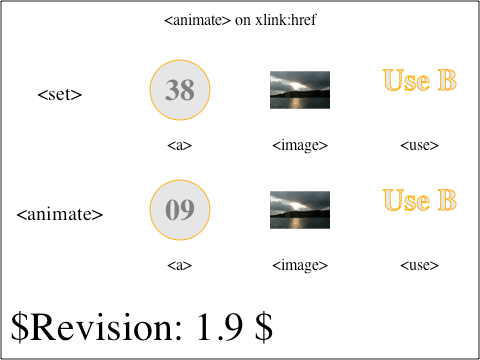 <animate> on xlink:href
<set>
38
Use B
<a>
<image>
<use>
<animate>
09
Use B
<a>
<image>
<use>
$Revision: 1.9 $